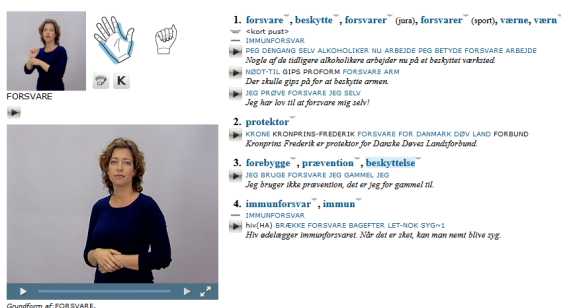 K
FORSVARE
Grundform af: FORSVARE.
1. forsvare, beskytte, forsvarer (jura), forsvarer (sport), værne, værn
<kort pust>
IMMUNFORSVAR
PEG DENGANG SELV ALKOHOLIKER NU ARBEJDE PEG BETYDE FORSVARE ARBEJDE
Nogle af de tidligere alkoholikere arbejder nu på et beskyttet værksted.
NØDT-TIL GIPS PROFORM FORSVARE ARM
Der skulle gips på for at beskytte armen.
JEG PRØVE FORSVARE JEG SELV
Jeg har lov til at forsvare mig selv!
2. protektor
KRONE KRONPRINS-FREDERIK FORSVARE FOR DANMARK DØV LAND FORBUND
Kronprins Frederik er protektor for Danske Døves Landsforbund.
3. forebygge, prævention, beskyttelse
JEG BRUGE FORSVARE JEG GAMMEL JEG
Jeg bruger ikke prævention, det er jeg for gammel til.
4. immunforsvar, immun
IMMUNFORSVAR
hiv(HA) BRÆKKE FORSVARE BAGEFTER LET-NOK SYG~1
Hiv ødelægger immunforsvaret. Når det er sket, kan man nemt blive syg.